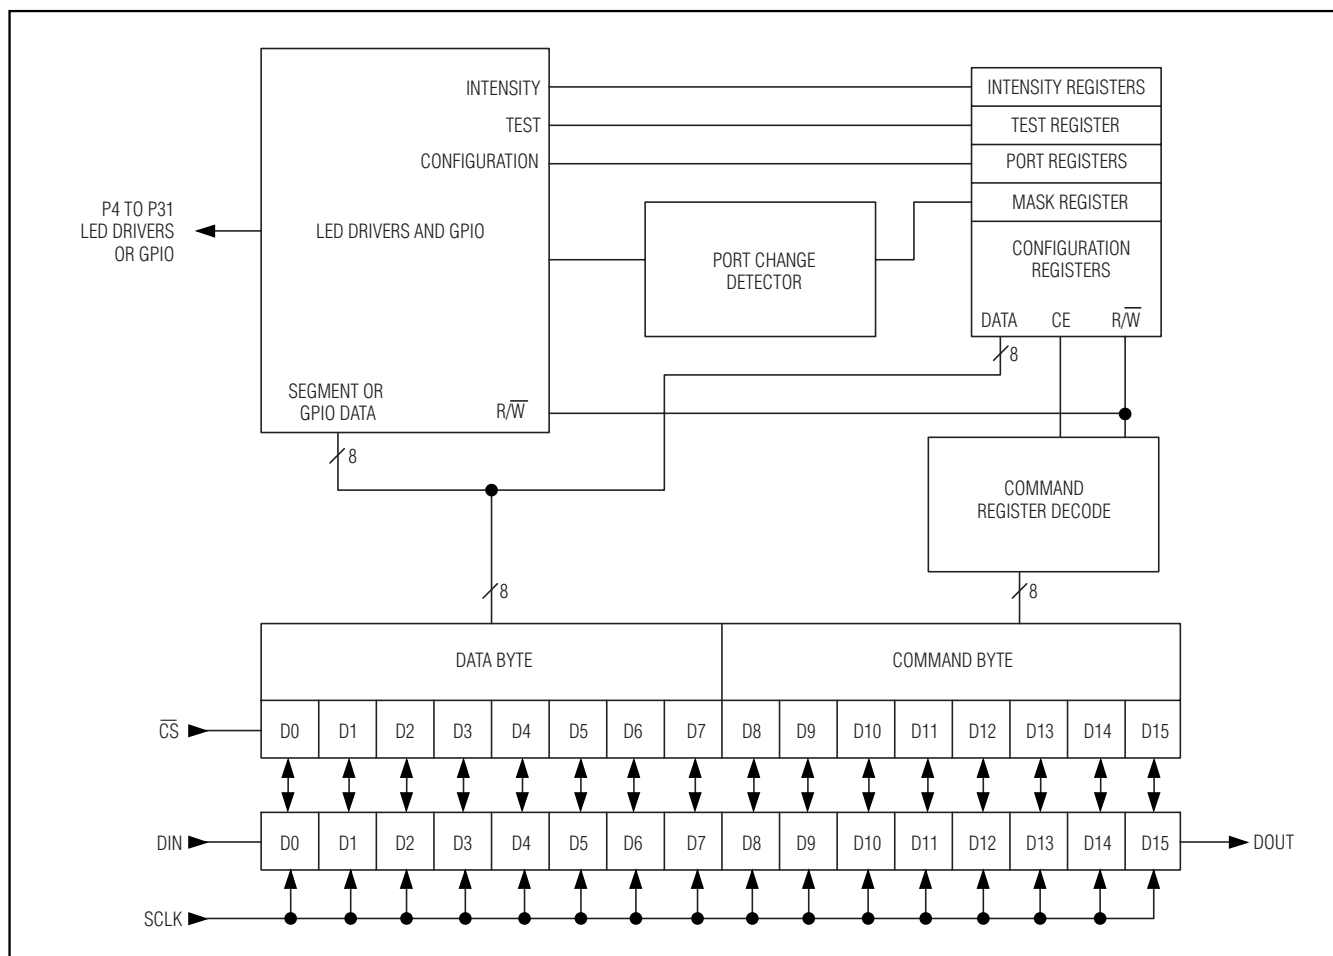 INTENSITY
INTENSITY REGISTERS
TEST
TEST REGISTER
CONFIGURATION
PORT REGISTERS
MASK REGISTER
P4 TO P31
LED DRIVERS
OR GPIO
LED DRIVERS AND GPIO
PORT CHANGE
DETECTOR
CONFIGURATION
REGISTERS
DATA CE R/W̅
8
SEGMENT OR
GPIO DATA
R/W̅
8
COMMAND
REGISTER DECODE
8
8
DATA BYTE
COMMAND BYTE
C̅S̅
D0 D1 D2 D3 D4 D5 D6 D7 D8 D9 D10 D11 D12 D13 D14 D15
DIN
D0 D1 D2 D3 D4 D5 D6 D7 D8 D9 D10 D11 D12 D13 D14 D15
DOUT
SCLK